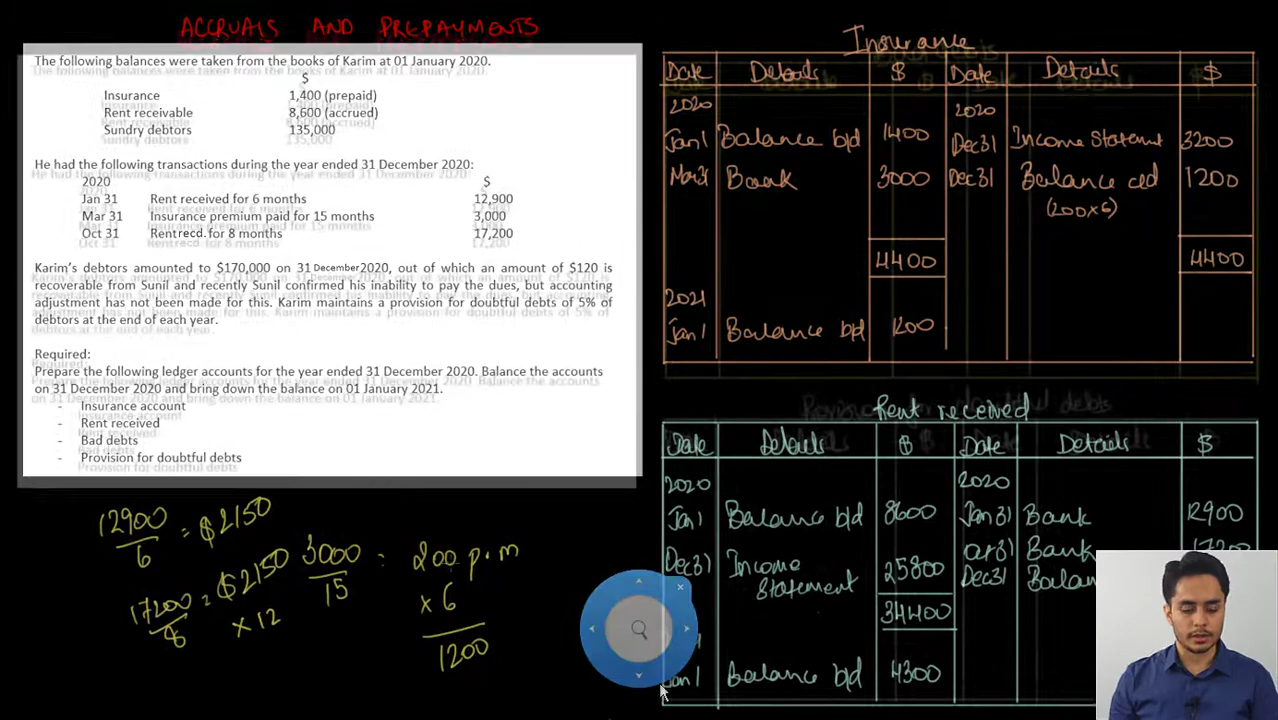 ACCRUALS AND PREPAYMENTS
The following balances were taken from the books of Karim at 01 January 2020.
$
Insurance 1,400 (prepaid)
Rent receivable 8,600 (accrued)
Sundry debtors 135,000
He had the following transactions during the year ended 31 December 2020:
2020 $
Jan 31 Rent received for 6 months 12,900
Mar 31 Insurance premium paid for 15 months 3,000
Oct 31 Rent recd. for 8 months 17,200
Karim's debtors amounted to $170,000 on 31 December 2020, out of which an amount of $120 is
recoverable from Sunil and recently Sunil confirmed his inability to pay the dues, but accounting
adjustment has not been made for this. Karim maintains a provision for doubtful debts of 5% of
debtors at the end of each year.
Required:
Prepare the following ledger accounts for the year ended 31 December 2020. Balance the accounts
on 31 December 2020 and bring down the balance on 01 January 2021.
- Insurance account
- Rent received
- Bad debts
- Provision for doubtful debts
12900
6
= $2150
17200
8
= $2150
× 12
3000
15
= 200 p.m
× 6
1200
Insurance
Date Details $ Date Details $
2020 2020
Jan 1 Balance b/d 1400 Dec 31 Income Statement 3200
Mar 31 Bank 3000 Dec 31 Balance c/d 1200
(200x6)
4400 4400
2021
Jan 1 Balance b/d 1200
Rent received
Date Details $ Date Details $
2020 2020
Jan 1 Balance b/d 8600 Jan 31 Bank 12900
Oct 31 Bank 17200
Dec 31 Income Statement 25800 Dec 31
34400
Jan 1 Balance b/d 4300